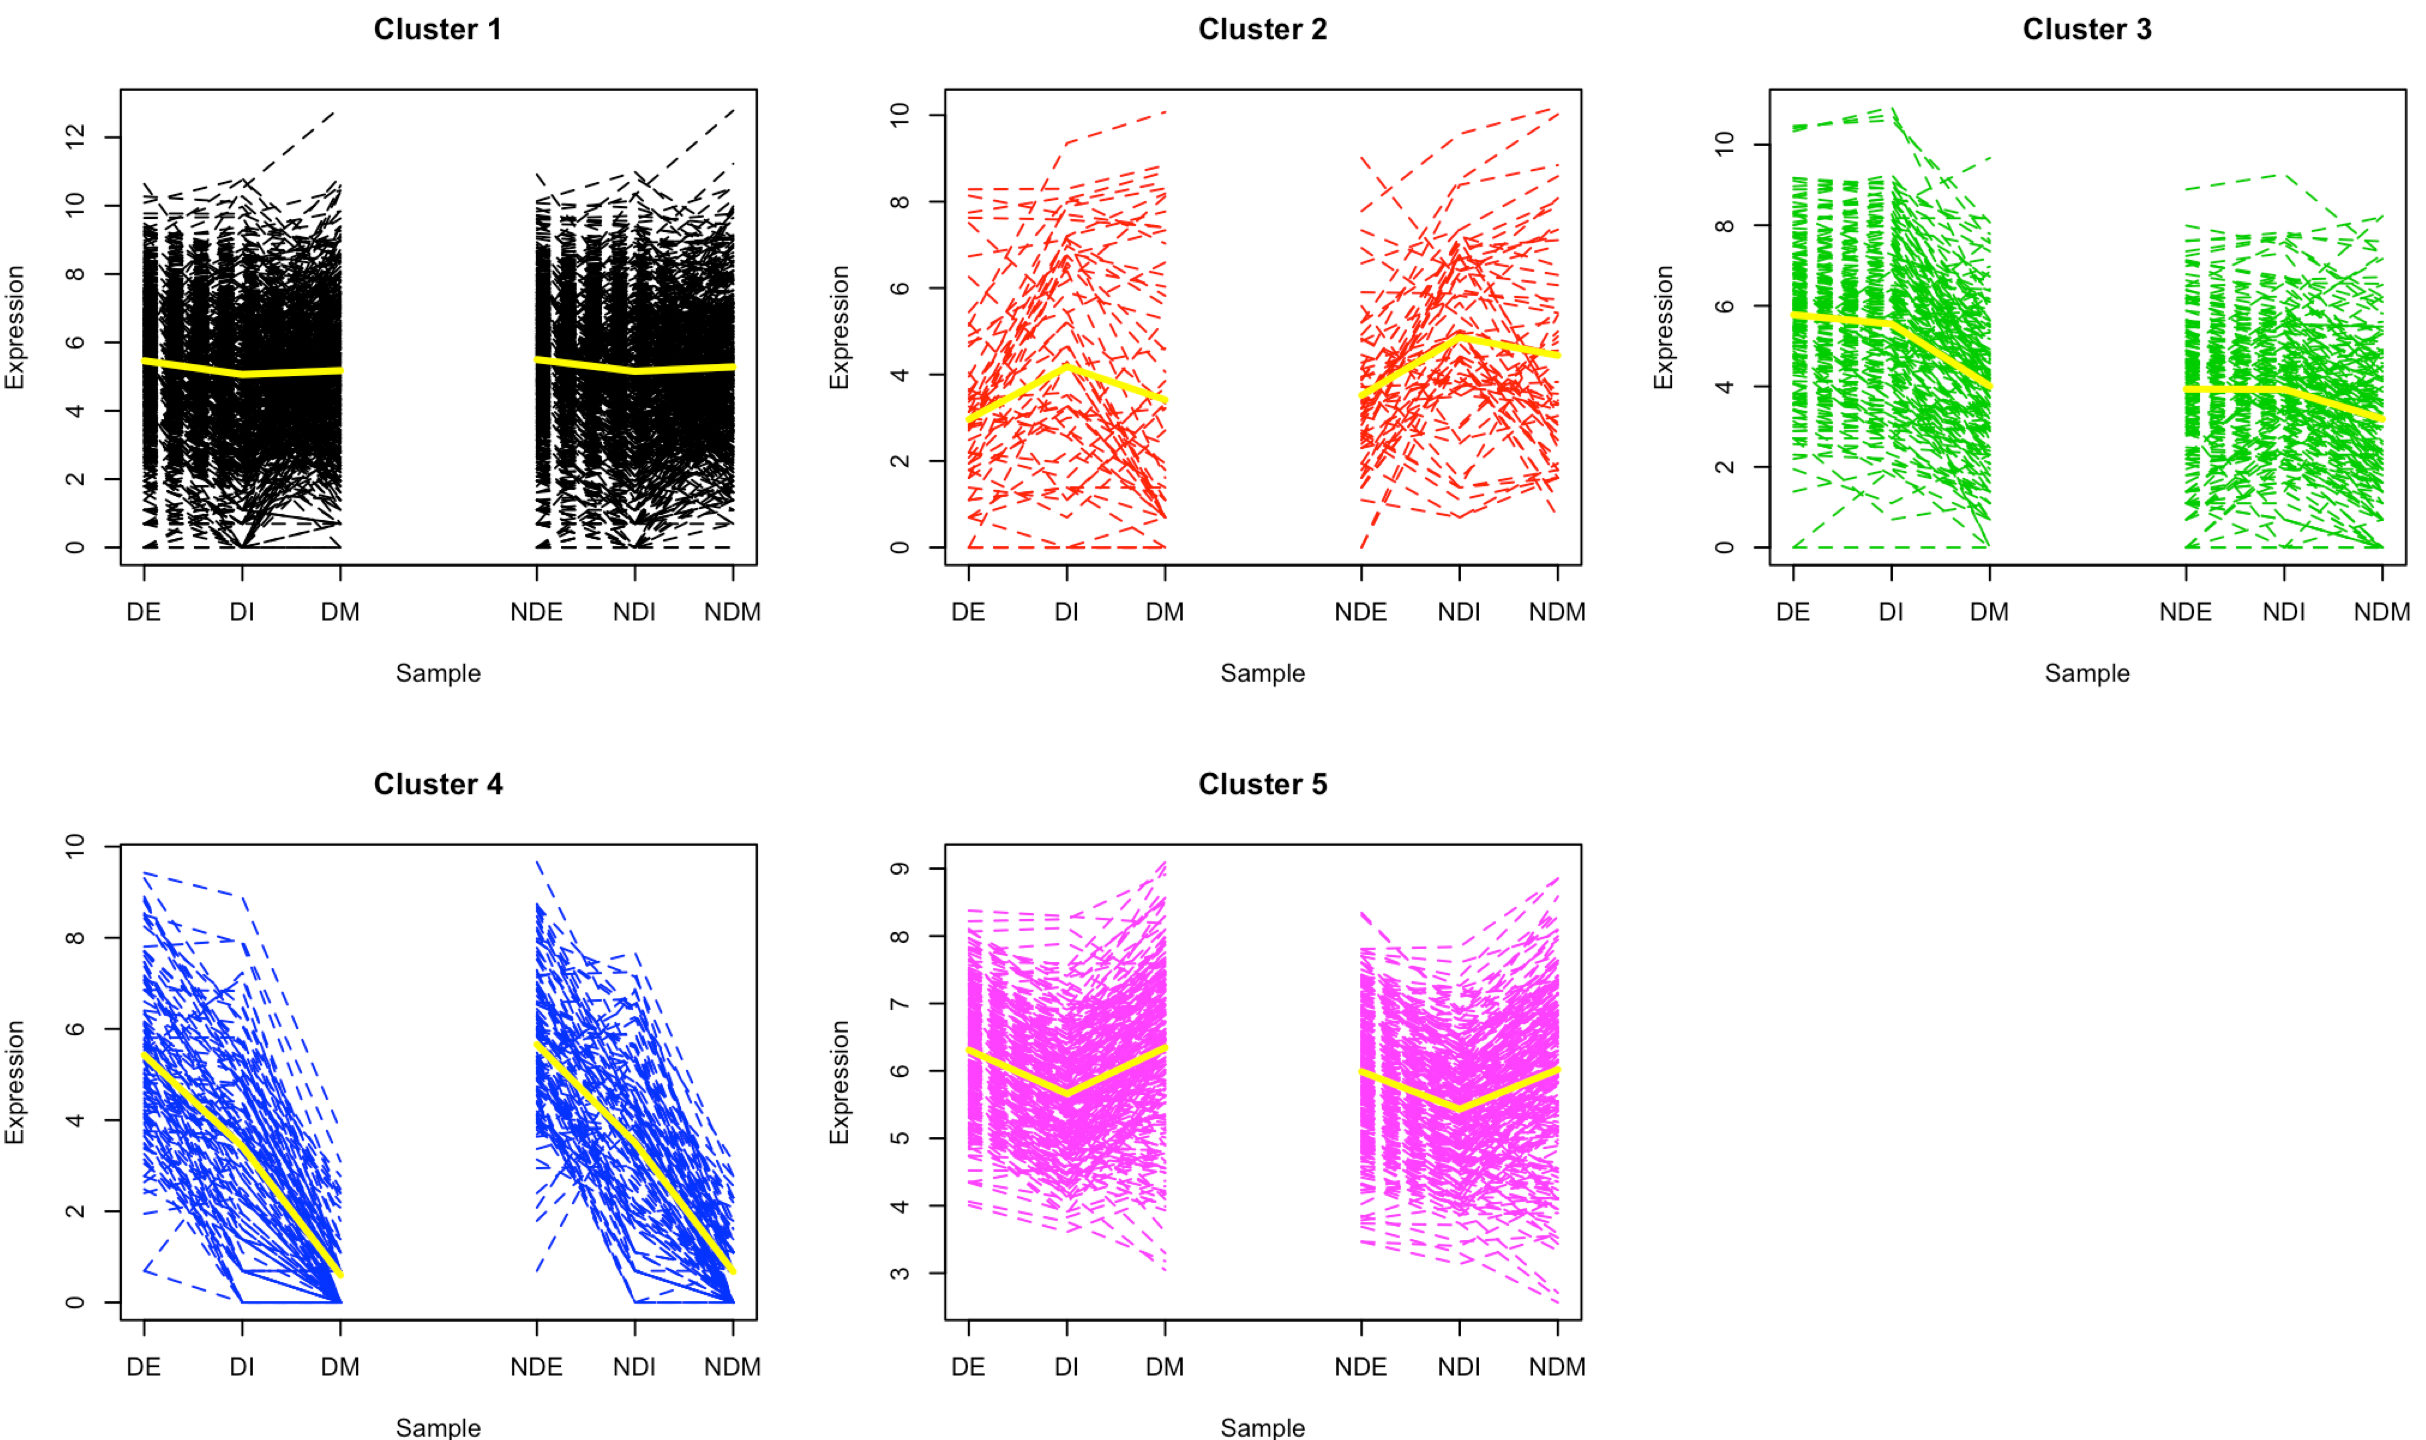 Cluster 1
Expression
12
10
8
6
4
2
0
DE DI DM NDE NDI NDM
Sample
Cluster 2
Expression
10
8
6
4
2
0
DE DI DM NDE NDI NDM
Sample
Cluster 3
Expression
10
8
6
4
2
0
DE DI DM NDE NDI NDM
Sample
Cluster 4
Expression
10
8
6
4
2
0
DE DI DM NDE NDI NDM
Sample
Cluster 5
Expression
9
8
7
6
5
4
3
DE DI DM NDE NDI NDM
Sample